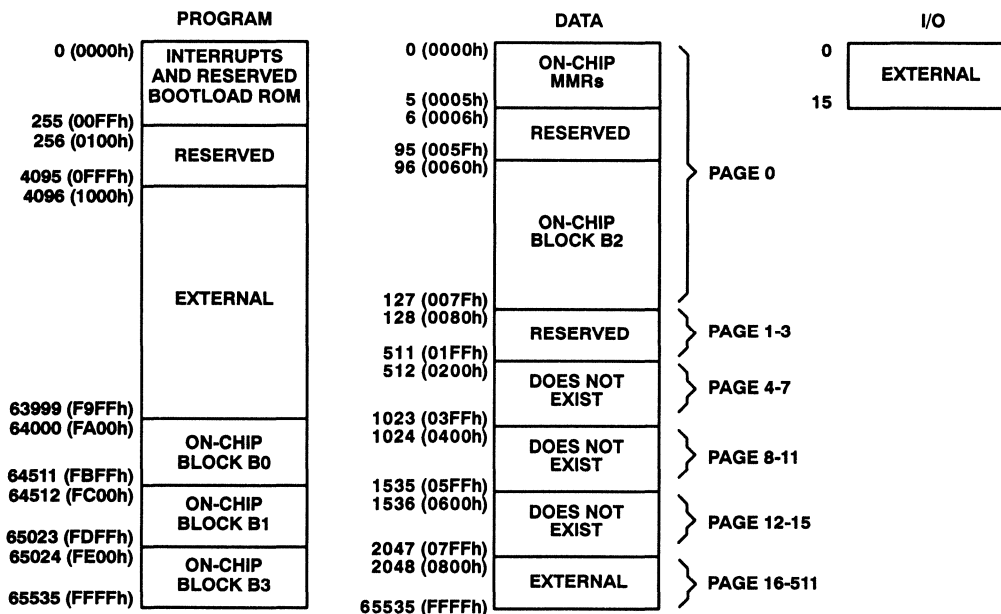 PROGRAM
0 (0000h)
INTERRUPTS
AND RESERVED
BOOTLOAD ROM
255 (00FFh)
256 (0100h)
RESERVED
4095 (0FFFh)
4096 (1000h)
EXTERNAL
63999 (F9FFh)
64000 (FA00h)
ON-CHIP
BLOCK B0
64511 (FBFFh)
64512 (FC00h)
ON-CHIP
BLOCK B1
65023 (FDFFh)
65024 (FE00h)
ON-CHIP
BLOCK B3
65535 (FFFFh)
DATA
0 (0000h)
ON-CHIP
MMRs
5 (0005h)
6 (0006h)
RESERVED
95 (005Fh)
96 (0060h)
PAGE 0
ON-CHIP
BLOCK B2
127 (007Fh)
128 (0080h)
RESERVED
PAGE 1-3
511 (01FFh)
512 (0200h)
DOES NOT
EXIST
PAGE 4-7
1023 (03FFh)
1024 (0400h)
DOES NOT
EXIST
PAGE 8-11
1535 (05FFh)
1536 (0600h)
DOES NOT
EXIST
PAGE 12-15
2047 (07FFh)
2048 (0800h)
EXTERNAL
PAGE 16-511
65535 (FFFFh)
I/O
0
EXTERNAL
15